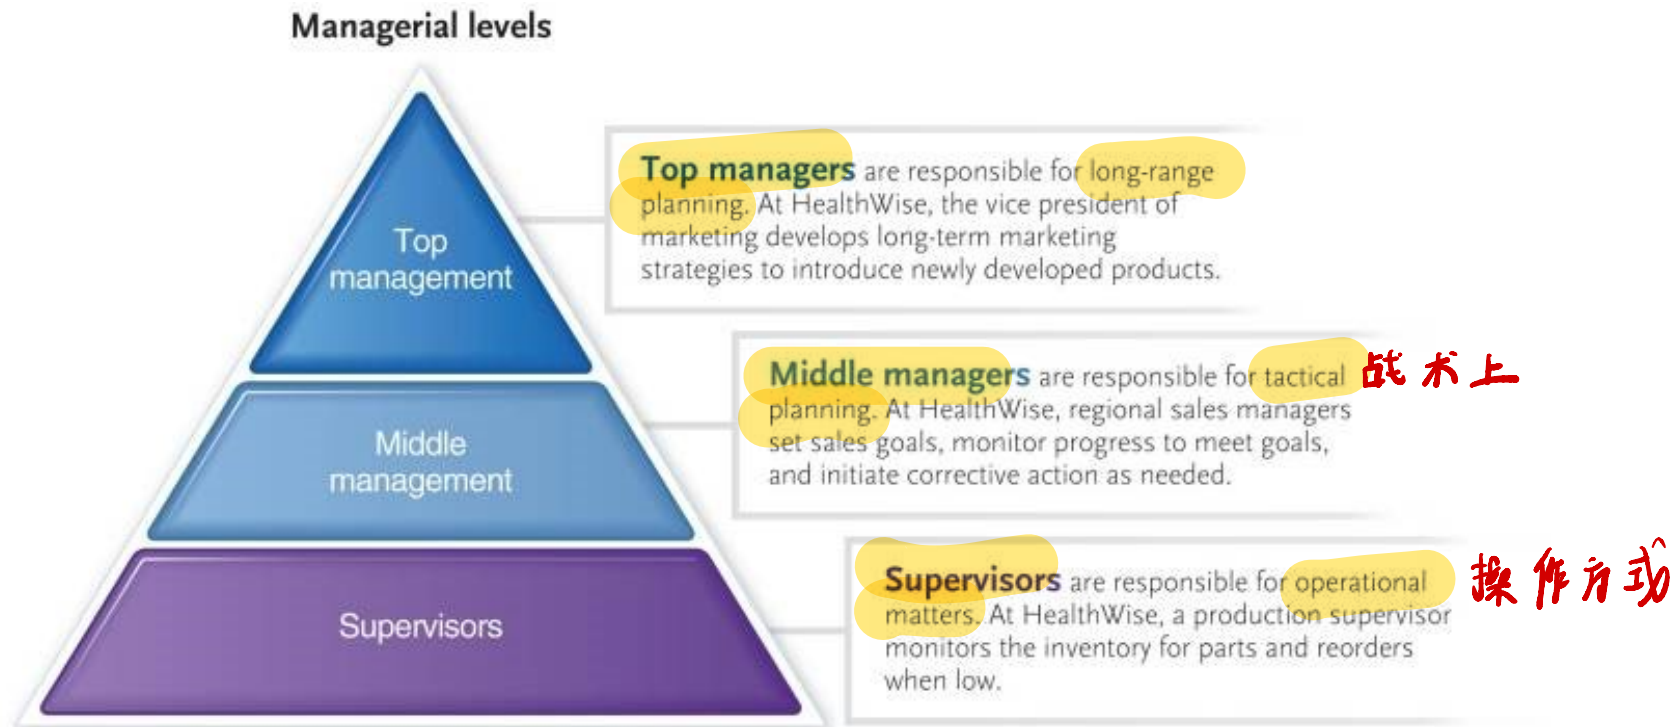 Managerial levels
Top
management
Top managers are responsible for long-range
planning. At HealthWise, the vice president of
marketing develops long-term marketing
strategies to introduce newly developed products.
Middle
management
Middle managers are responsible for tactical 战术上
planning. At HealthWise, regional sales managers
set sales goals, monitor progress to meet goals,
and initiate corrective action as needed.
Supervisors
Supervisors are responsible for operational 操作方式
matters. At HealthWise, a production supervisor
monitors the inventory for parts and reorders
when low.